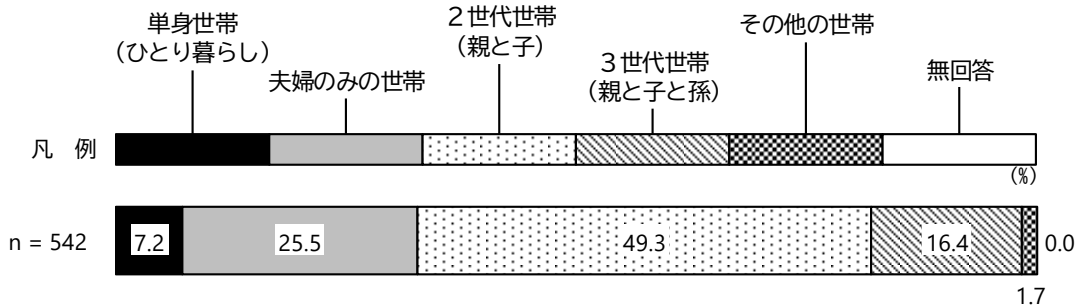 単身世帯
（ひとり暮らし）
夫婦のみの世帯
２世代世帯
（親と子）
３世代世帯
（親と子と孫）
その他の世帯
無回答
凡　例
(%)
n = 542
7.2
25.5
49.3
16.4
0.0
1.7